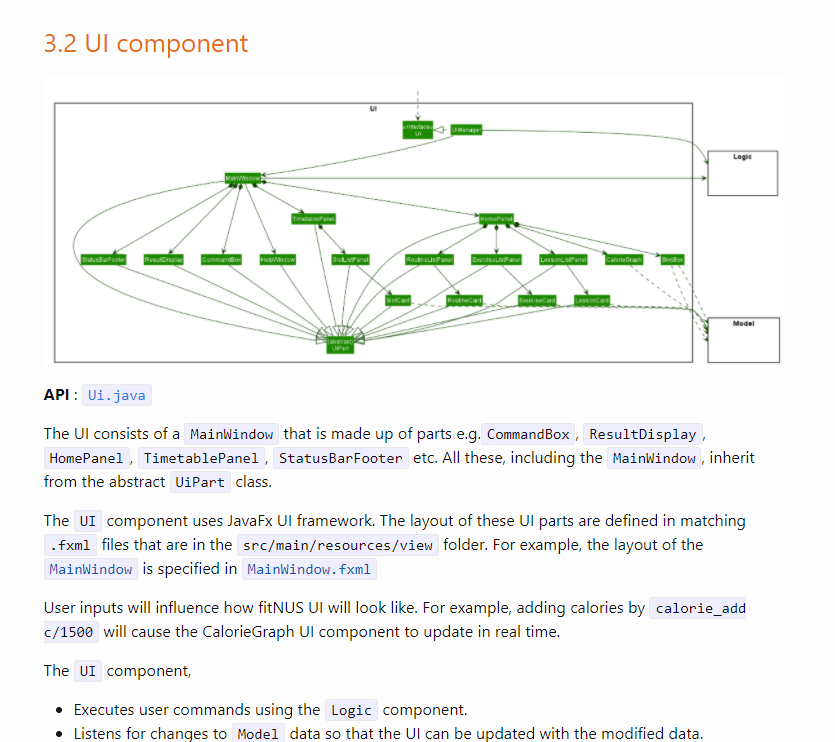 3.2 UI component
UI
<<Interface>>
Ui
UiManager
Logic
MainWindow
TimetablePanel
HomePanel
StatusBarFooter
ResultDisplay
CommandBox
HelpWindow
SlotListPanel
RoutineListPanel
ExerciseListPanel
LessonListPanel
CalorieGraph
BmiBox
SlotCard
RoutineCard
ExerciseCard
LessonCard
Model
UiPart
API : Ui.java
The UI consists of a MainWindow that is made up of parts e.g. CommandBox , ResultDisplay ,
HomePanel , TimetablePanel , StatusBarFooter etc. All these, including the MainWindow , inherit
from the abstract UiPart class.
The UI component uses JavaFx UI framework. The layout of these UI parts are defined in matching
.fxml files that are in the src/main/resources/view folder. For example, the layout of the
MainWindow is specified in MainWindow.fxml
User inputs will influence how fitNUS UI will look like. For example, adding calories by calorie_add
c/1500 will cause the CalorieGraph UI component to update in real time.
The UI component,
• Executes user commands using the Logic component.
• Listens for changes to Model data so that the UI can be updated with the modified data.